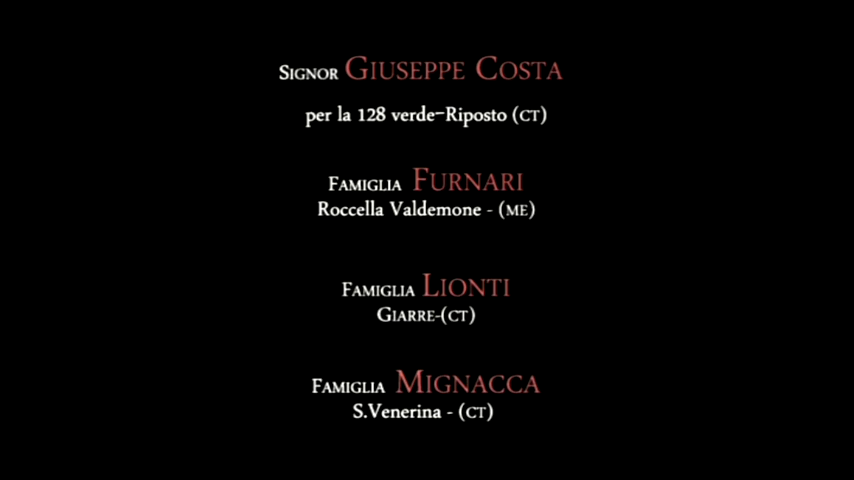 Signor Giuseppe Costa
per la 128 verde-Riposto (CT)
Famiglia Furnari
Roccella Valdemone - (ME)
Famiglia Lionti
Giarre-(CT)
Famiglia Mignacca
S.Venerina - (CT)